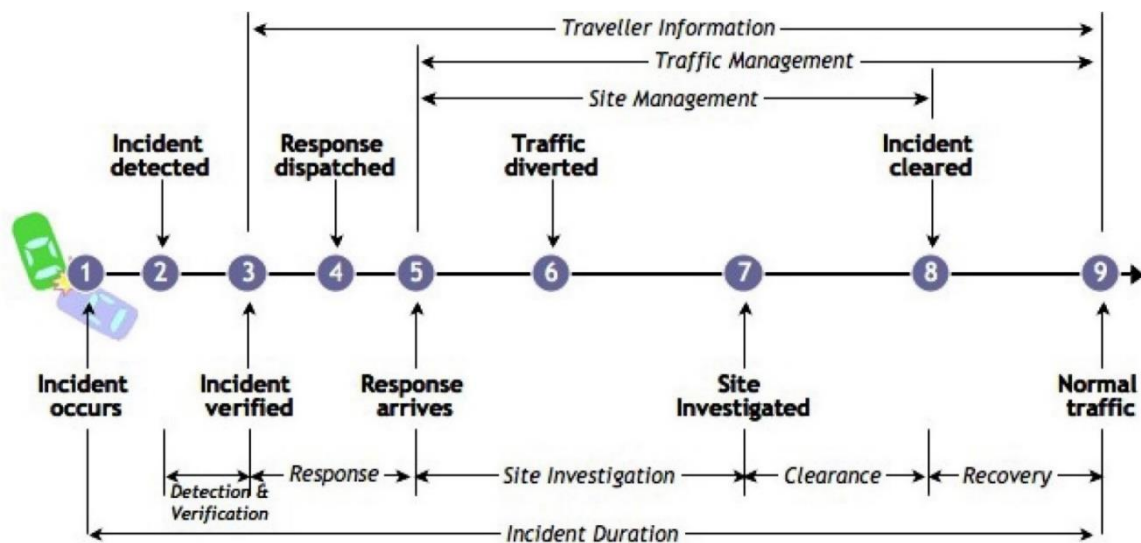 Traveller Information
Traffic Management
Site Management
Incident
detected
Response
dispatched
Traffic
diverted
Incident
cleared
1 2 3 4 5 6 7 8 9
Incident
occurs
Incident
verified
Response
arrives
Site
Investigated
Normal
traffic
Detection &
Verification
Response
Site Investigation
Clearance
Recovery
Incident Duration